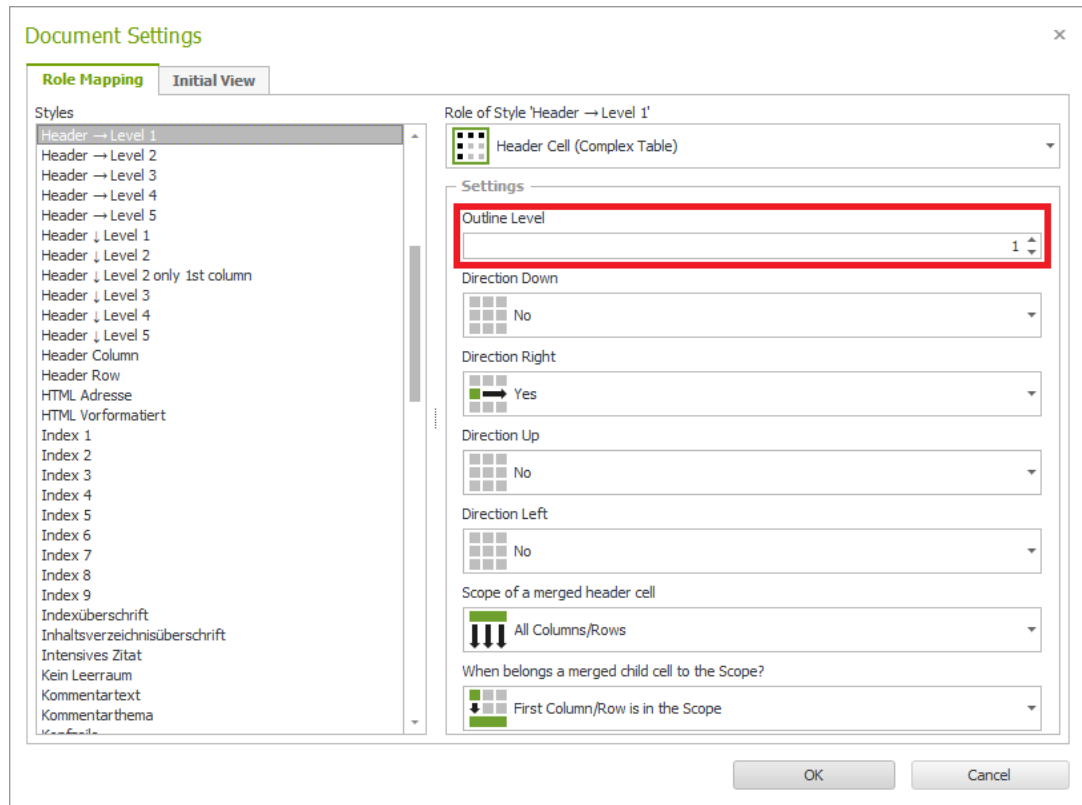 Document Settings
Role Mapping
Initial View
Styles
Header → Level 1
Header → Level 2
Header → Level 3
Header → Level 4
Header → Level 5
Header ↓ Level 1
Header ↓ Level 2
Header ↓ Level 2 only 1st column
Header ↓ Level 3
Header ↓ Level 4
Header ↓ Level 5
Header Column
Header Row
HTML Adresse
HTML Vorformatiert
Index 1
Index 2
Index 3
Index 4
Index 5
Index 6
Index 7
Index 8
Index 9
Indexüberschrift
Inhaltsverzeichnisüberschrift
Intensives Zitat
Kein Leerraum
Kommentartext
Kommentarthema
Role of Style 'Header → Level 1'
Header Cell (Complex Table)
Settings
Outline Level
1
Direction Down
No
Direction Right
Yes
Direction Up
No
Direction Left
No
Scope of a merged header cell
All Columns/Rows
When belongs a merged child cell to the Scope?
First Column/Row is in the Scope
OK
Cancel